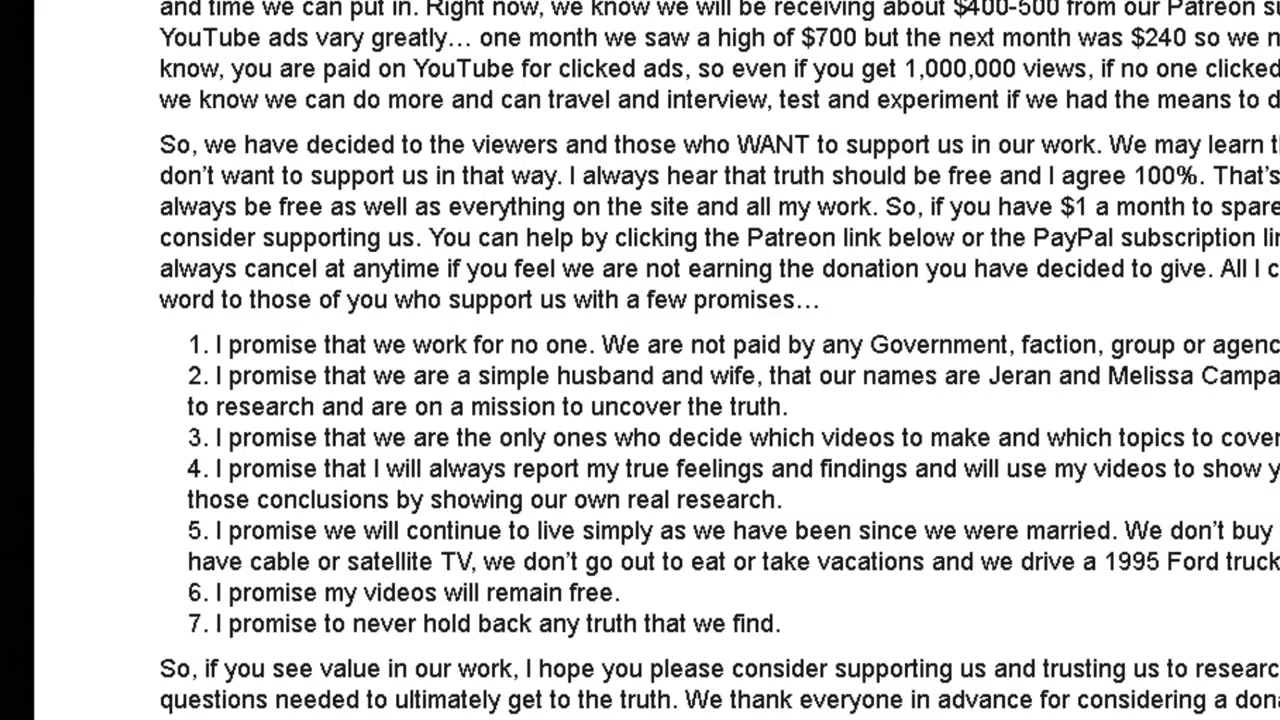 and time we can put in. Right now, we know we will be receiving about $400-500 from our Patreon
YouTube ads vary greatly… one month we saw a high of $700 but the next month was $240 so we
know, you are paid on YouTube for clicked ads, so even if you get 1,000,000 views, if no one clicked
we know we can do more and can travel and interview, test and experiment if we had the means to
So, we have decided to the viewers and those who WANT to support us in our work. We may learn
don't want to support us in that way. I always hear that truth should be free and I agree 100%. That's
always be free as well as everything on the site and all my work. So, if you have $1 a month to spare
consider supporting us. You can help by clicking the Patreon link below or the PayPal subscription
always cancel at anytime if you feel we are not earning the donation you have decided to give. All I
word to those of you who support us with a few promises…
1. I promise that we work for no one. We are not paid by any Government, faction, group or
2. I promise that we are a simple husband and wife, that our names are Jeran and Melissa
to research and are on a mission to uncover the truth.
3. I promise that we are the only ones who decide which videos to make and which topics to cover
4. I promise that I will always report my true feelings and findings and will use my videos to show
those conclusions by showing our own real research.
5. I promise we will continue to live simply as we have been since we were married. We don't buy
have cable or satellite TV, we don't go out to eat or take vacations and we drive a 1995 Ford truck
6. I promise my videos will remain free.
7. I promise to never hold back any truth that we find.
So, if you see value in our work, I hope you please consider supporting us and trusting us to
questions needed to ultimately get to the truth. We thank everyone in advance for considering a